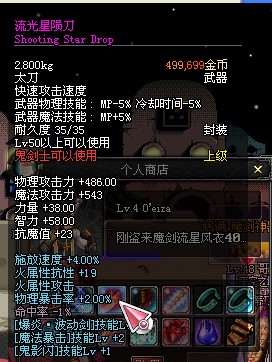 流光星陨刀
Shooting Star Drop
2.800kg 499,699金币
太刀 武器
快速攻击速度
武器物理技能: MP-5% 冷却时间-5%
武器魔法技能: MP+5%
耐久度 35/35 封装
Lv50以上可以使用
鬼剑士可以使用 上级
物理攻击力 +486.00
个人商店
魔法攻击力 +543
力量 +38.00
Lv.4 O'eiza
智力 +58.00
抗魔值 +23
刚盗来魔剑流星风衣40
施放速度 +4.00%
火属性抗性 +19
Lv.48
火属性攻击
物理暴击率 +2.00%
命中率 -1%
[爆炎·波动剑]技能L
[魔法暴击]技能Lv +2
[鬼影闪]技能Lv +1